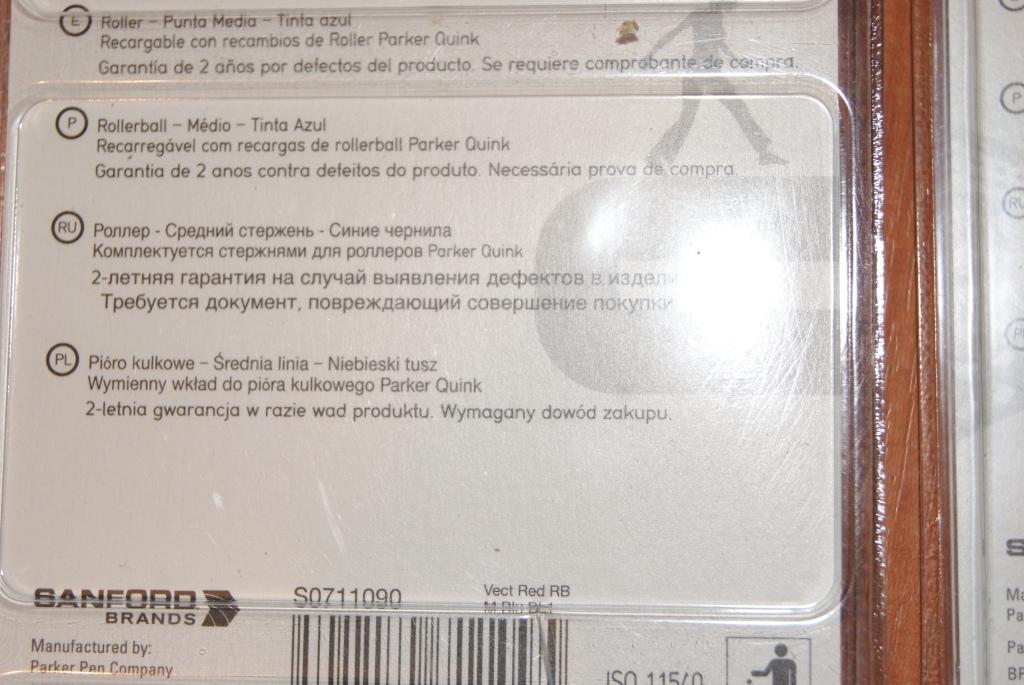 E Roller – Punta Media – Tinta azul
Recargable con recambios de Roller Parker Quink
Garantía de 2 años por defectos del producto. Se requiere comprobante de compra.
P Rollerball – Médio – Tinta Azul
Recarregável com recargas de rollerball Parker Quink
Garantia de 2 anos contra defeitos do produto. Necessária prova de compra.
RU Роллер - Средний стержень - Синие чернила
Комплектуется стержнями для роллеров Parker Quink
2-летняя гарантия на случай выявления дефектов в
Требуется документ, повреждающий совершение покупки
PL Pióro kulkowe – Średnia linia – Niebieski tusz
Wymienny wkład do pióra kulkowego Parker Quink
2-letnia gwarancja w razie wad produktu. Wymagany dowód zakupu.
SANFORD
BRANDS
S0711090
Vect Red RB
M Blu BL1
Manufactured by:
Parker Pen Company
ISO 11540
P
RU